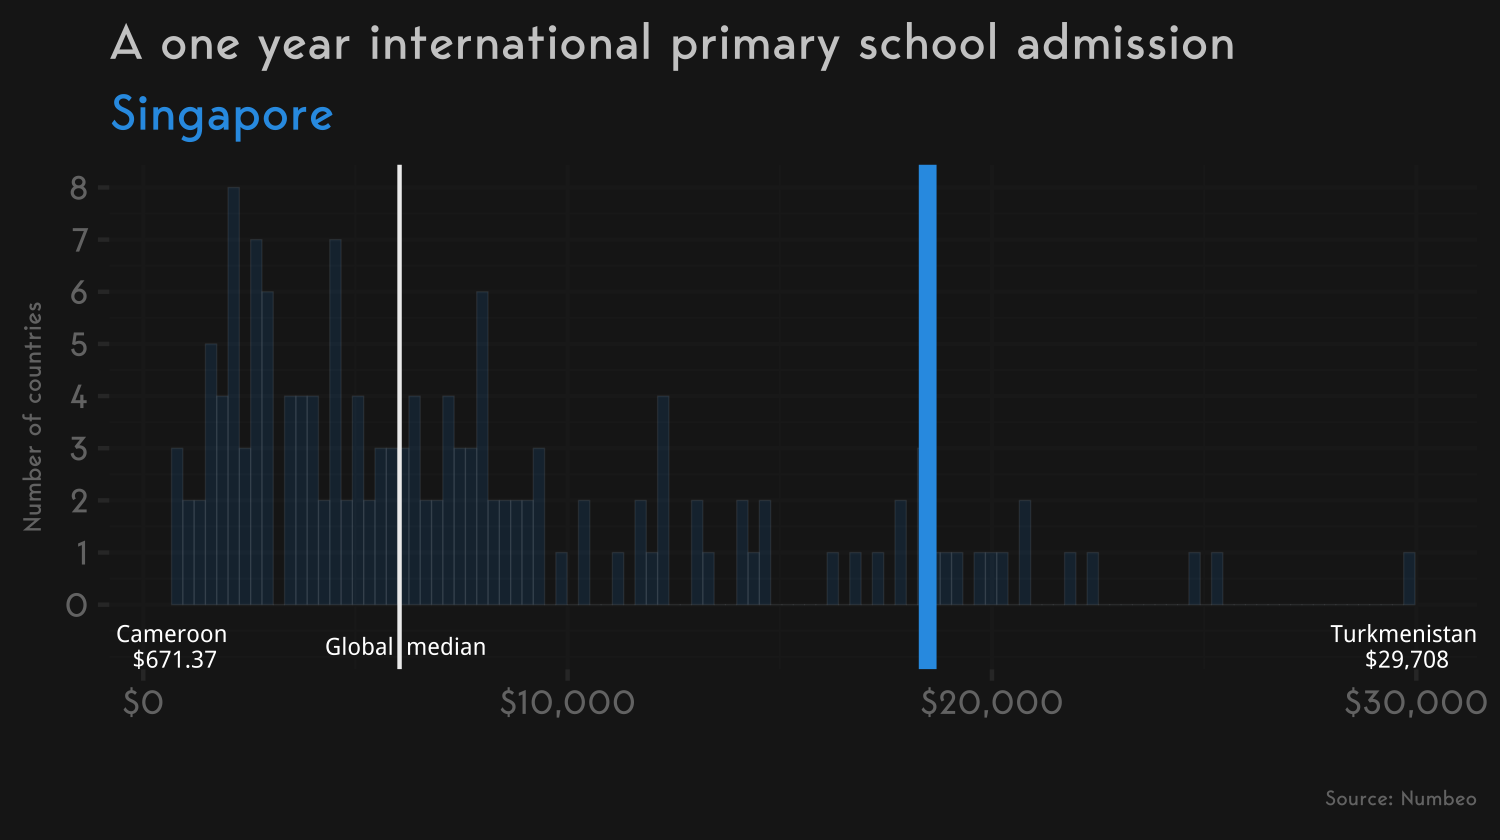 A one year international primary school admission
Singapore
Number of countries
8
7
6
5
4
3
2
1
0
Cameroon
$671.37
Global median
Turkmenistan
$29,708
$0 $10,000 $20,000 $30,000
Source: Numbeo